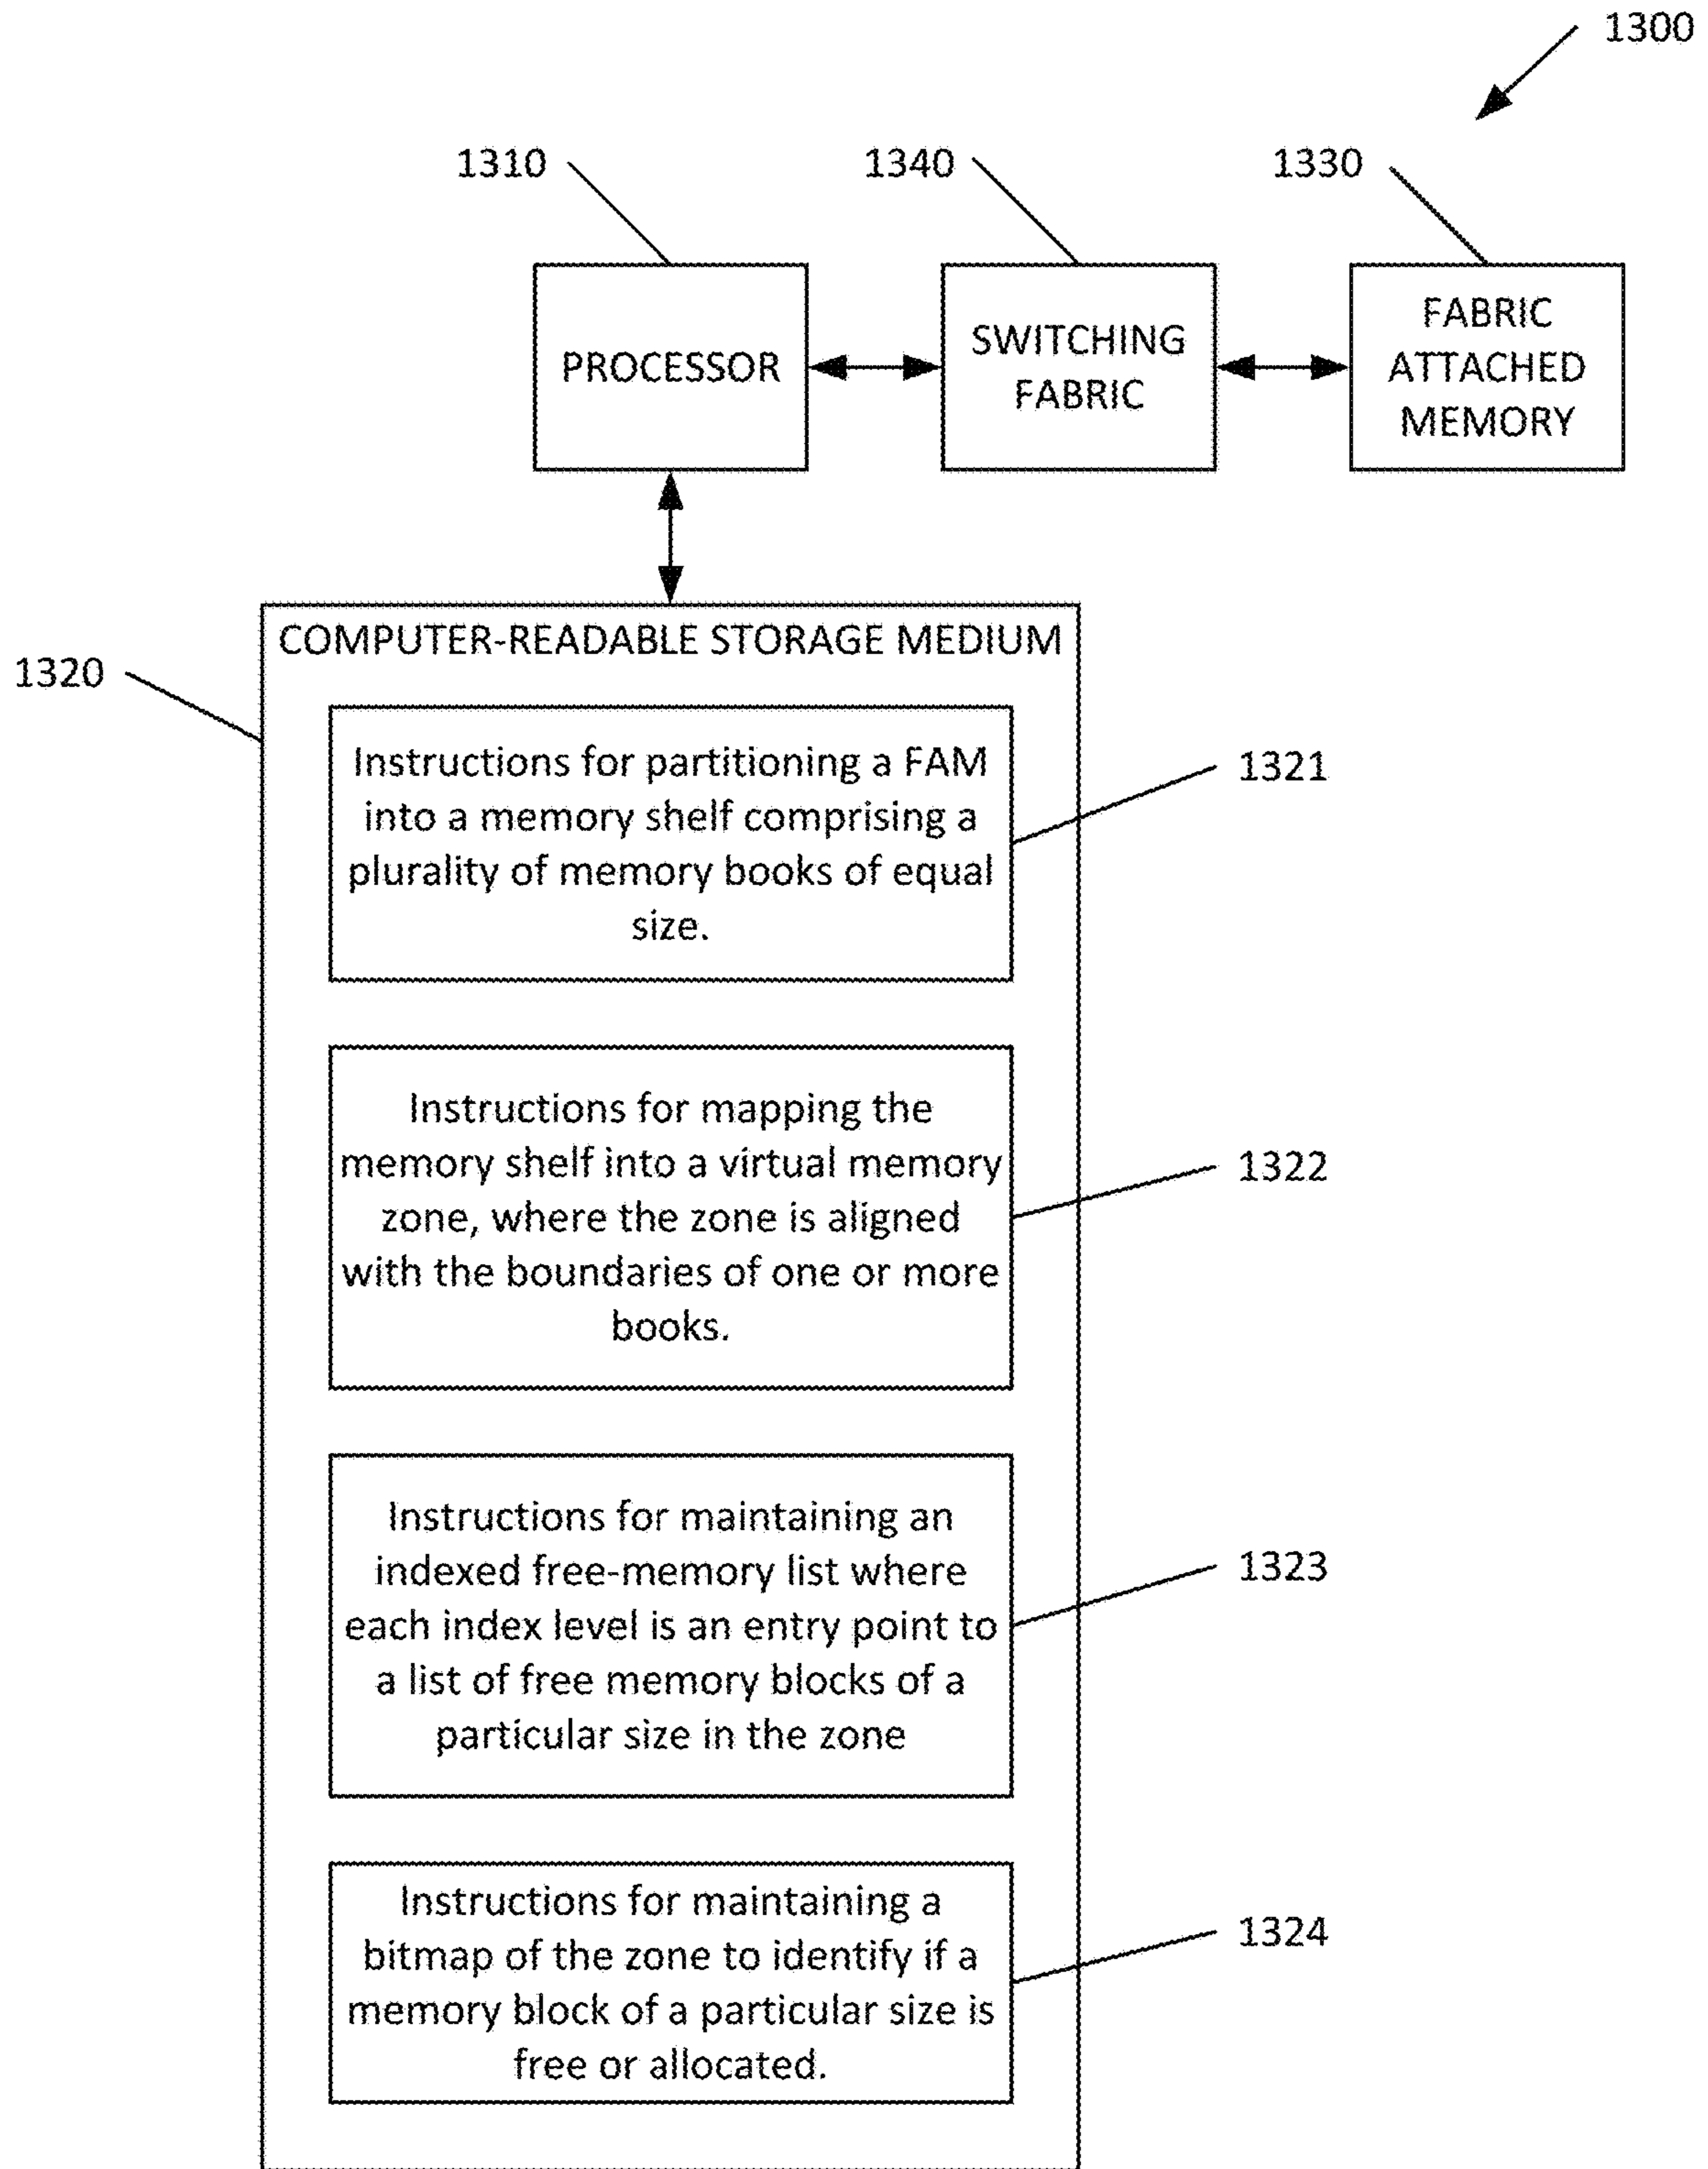 1300
1310
1340
1330
PROCESSOR
SWITCHING
FABRIC
FABRIC
ATTACHED
MEMORY
COMPUTER-READABLE STORAGE MEDIUM
1320
Instructions for partitioning a FAM
into a memory shelf comprising a
plurality of memory books of equal
size.
1321
Instructions for mapping the
memory shelf into a virtual memory
zone, where the zone is aligned
with the boundaries of one or more
books.
1322
Instructions for maintaining an
indexed free-memory list where
each index level is an entry point to
a list of free memory blocks of a
particular size in the zone
1323
Instructions for maintaining a
bitmap of the zone to identify if a
memory block of a particular size is
free or allocated.
1324